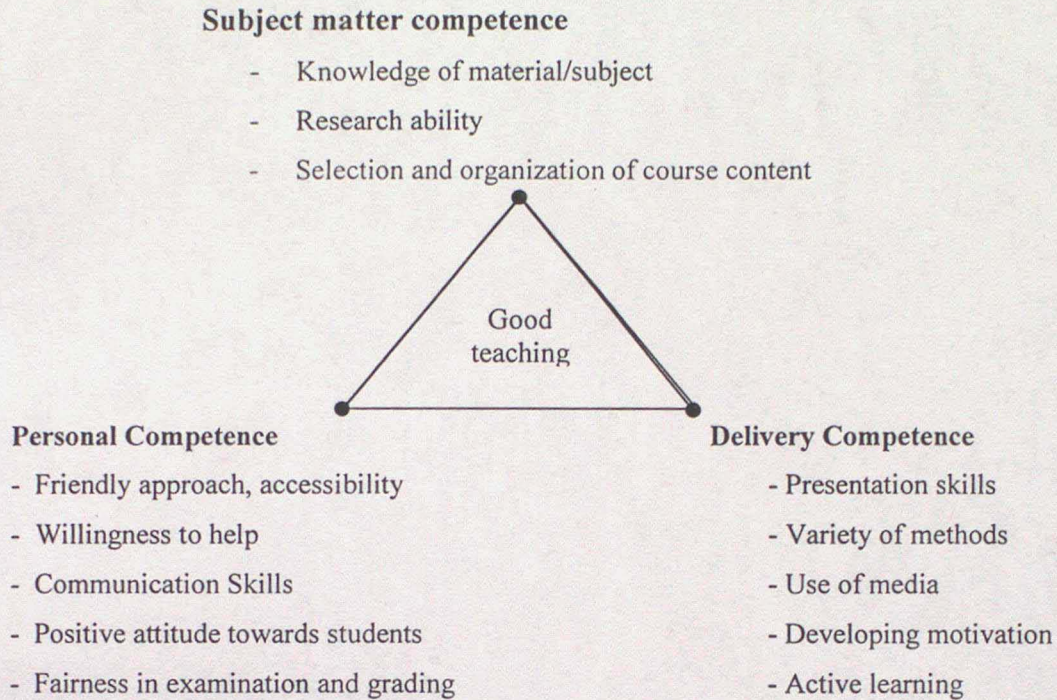 Subject matter competence
- Knowledge of material/subject
- Research ability
- Selection and organization of course content
Good
teaching
Personal Competence
- Friendly approach, accessibility
- Willingness to help
- Communication Skills
- Positive attitude towards students
- Fairness in examination and grading
Delivery Competence
- Presentation skills
- Variety of methods
- Use of media
- Developing motivation
- Active learning